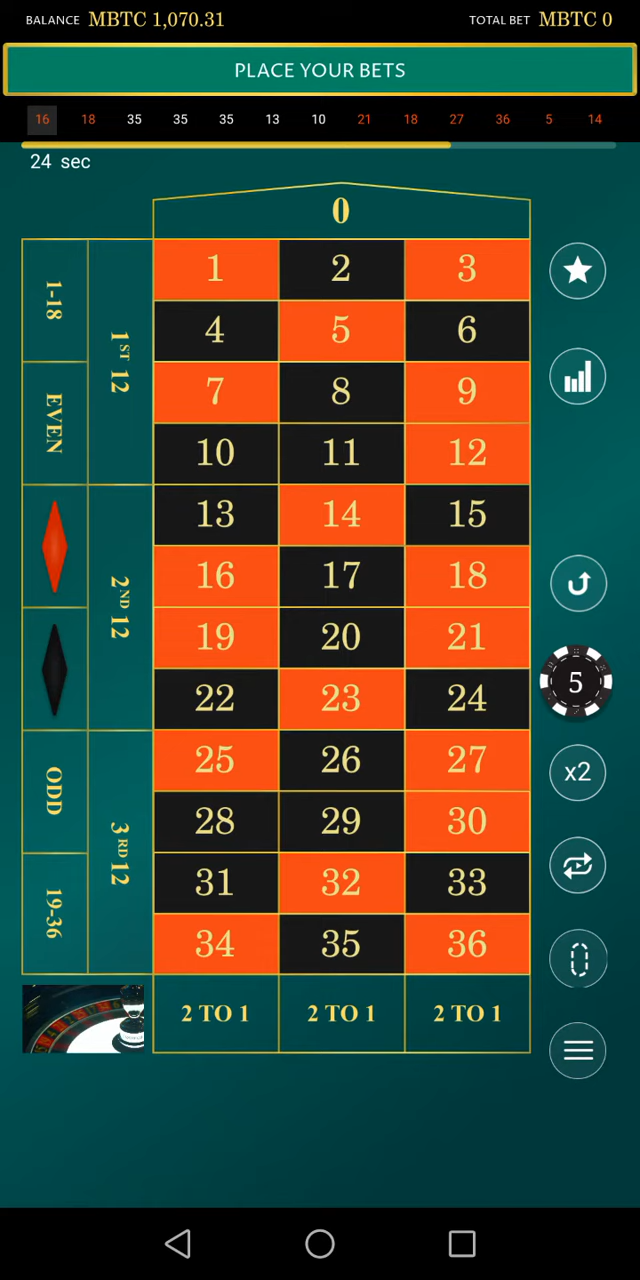 BALANCE MBTC 1,070.31 TOTAL BET MBTC 0
PLACE YOUR BETS
16 18 35 35 35 13 10 21 18 27 36 5 14
24 sec
0
1-18
EVEN
ODD
19-36
1ST 12
2ND 12
3RD 12
1 2 3
4 5 6
7 8 9
10 11 12
13 14 15
16 17 18
19 20 21
22 23 24
25 26 27
28 29 30
31 32 33
34 35 36
2 TO 1 2 TO 1 2 TO 1
5
x2